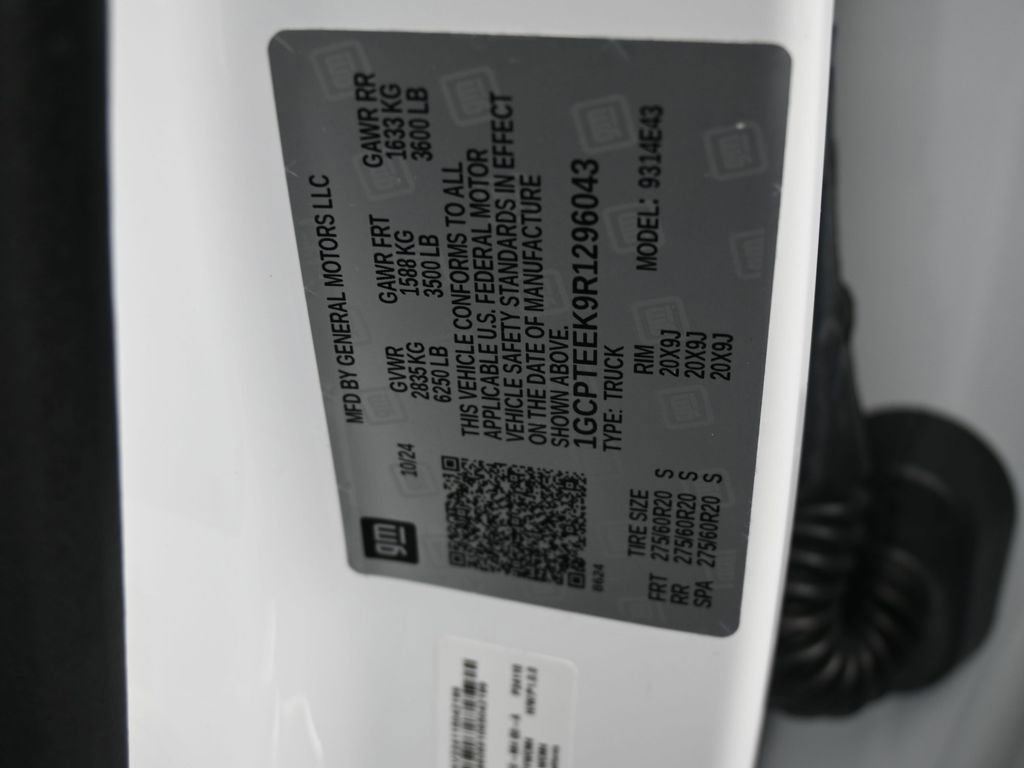 gm
10/24
MFD BY GENERAL MOTORS LLC
GVWR GAWR FRT GAWR RR
2835 KG 1588 KG 1633 KG
6250 LB 3500 LB 3600 LB
THIS VEHICLE CONFORMS TO ALL
APPLICABLE U.S. FEDERAL MOTOR
VEHICLE SAFETY STANDARDS IN EFFECT
ON THE DATE OF MANUFACTURE
SHOWN ABOVE.
1GCPTEEK9R1296043
TYPE: TRUCK MODEL: 9314E43
0624
TIRE SIZE RIM
FRT 275/60R20 S 20X9J
RR 275/60R20 S 20X9J
SPA 275/60R20 S 20X9J